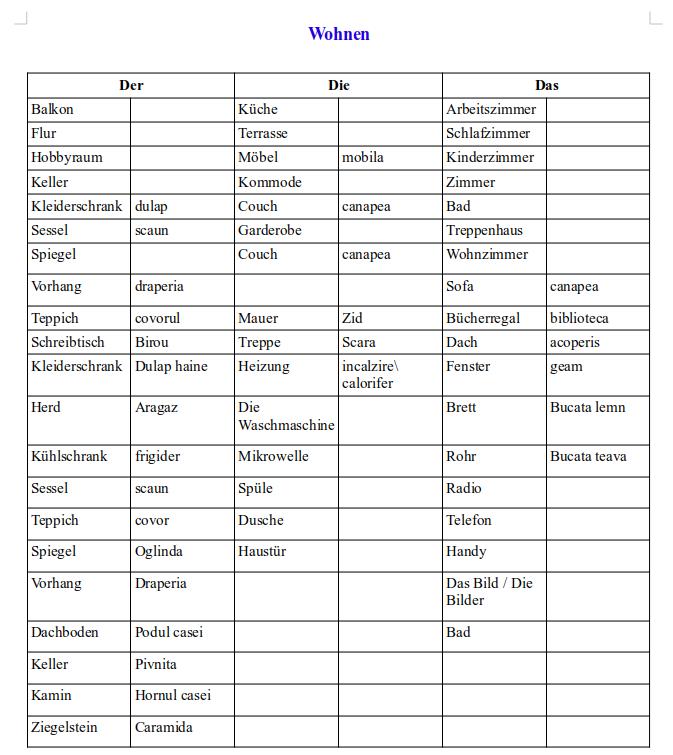 Wohnen
Der Die Das
Balkon Küche Arbeitszimmer
Flur Terrasse Schlafzimmer
Hobbyraum Möbel mobila Kinderzimmer
Keller Kommode Zimmer
Kleiderschrank dulap Couch canapea Bad
Sessel scaun Garderobe Treppenhaus
Spiegel Couch canapea Wohnzimmer
Vorhang draperia Sofa canapea
Teppich covorul Mauer Zid Bücherregal biblioteca
Schreibtisch Birou Treppe Scara Dach acoperis
Kleiderschrank Dulap haine Heizung incalzire\ Fenster geam
calorifer
Herd Aragaz Die Brett Bucata lemn
Waschmaschine
Kühlschrank frigider Mikrowelle Rohr Bucata teava
Sessel scaun Spüle Radio
Teppich covor Dusche Telefon
Spiegel Oglinda Haustür Handy
Vorhang Draperia Das Bild / Die
Bilder
Dachboden Podul casei Bad
Keller Pivnita
Kamin Hornul casei
Ziegelstein Caramida